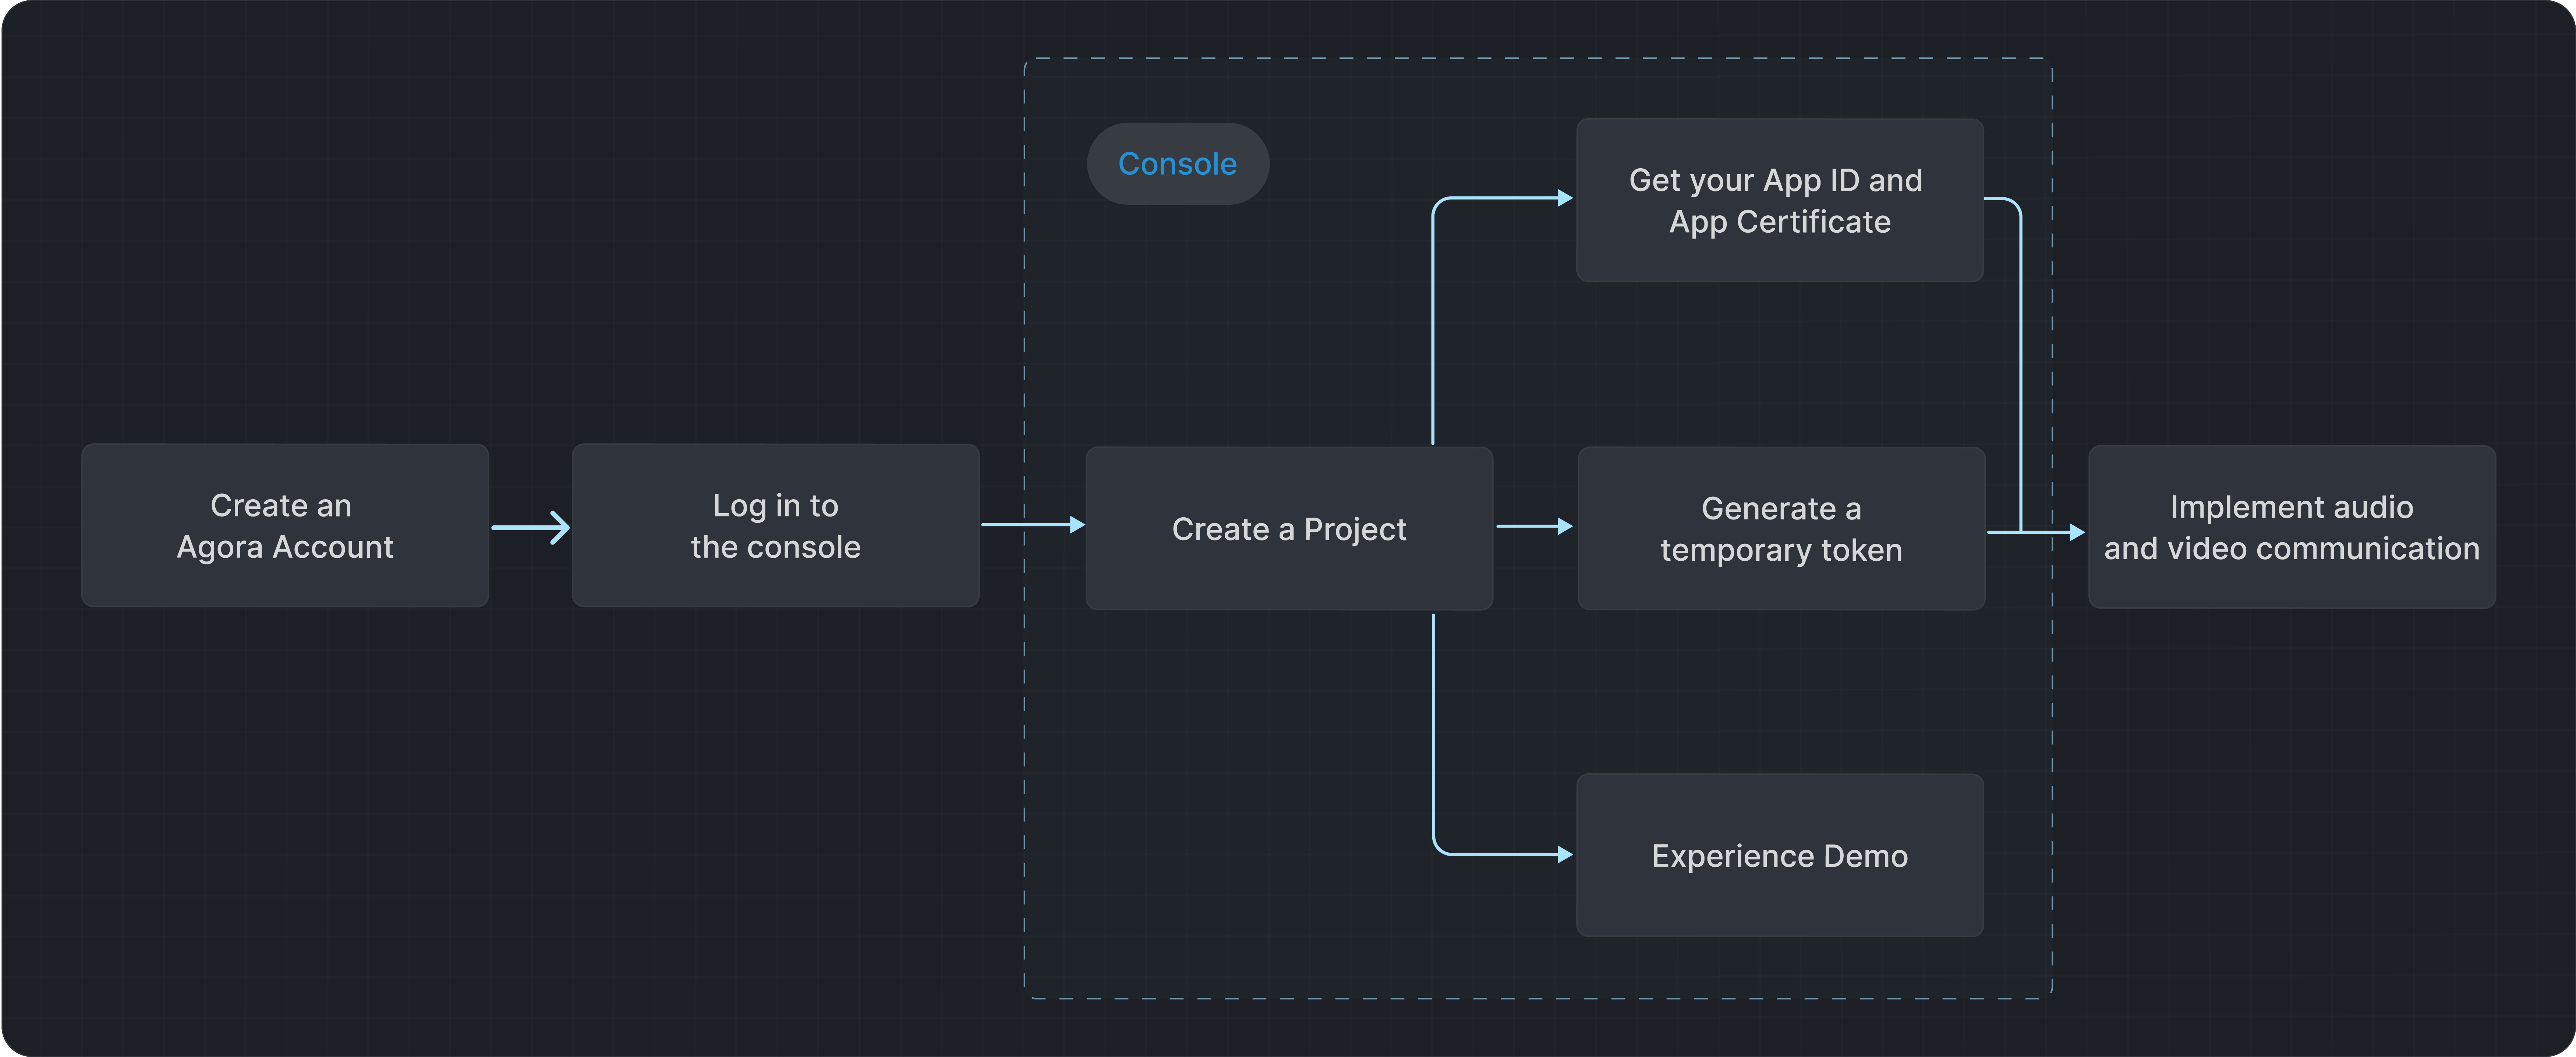 Console
Get your App ID and
App Certificate
Create an
Agora Account
Log in to
the console
Create a Project
Generate a
temporary token
Implement audio
and video communication
Experience Demo